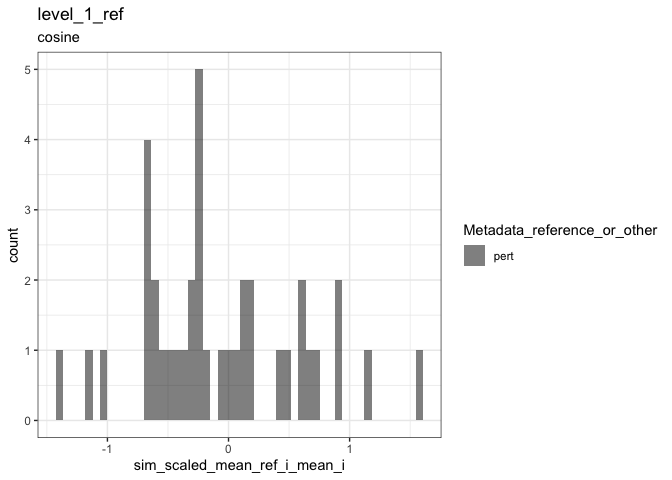 level_1_ref
cosine
5
4
3
2
1
0
count
-1
0
1
sim_scaled_mean_ref_i_mean_i
Metadata_reference_or_other
pert